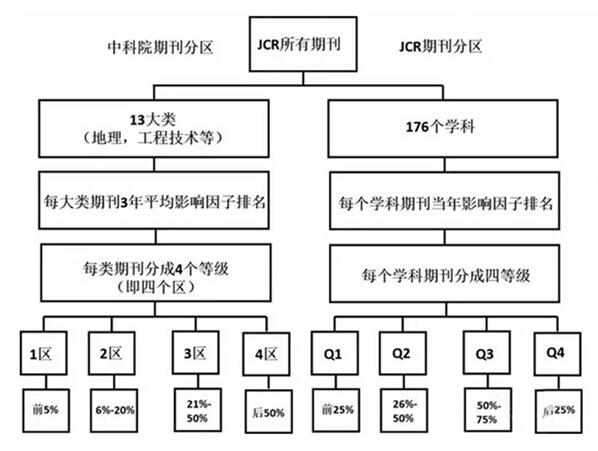 中科院期刊分区
JCR所有期刊
JCR期刊分区
13大类
（地理，工程技术等）
176个学科
每大类期刊3年平均影响因子排名
每个学科期刊当年影响因子排名
每类期刊分成4个等级
（即四个区）
每个学科期刊分成四等级
1区
2区
3区
4区
Q1
Q2
Q3
Q4
前5%
6%-20%
21%-
50%
后50%
前25%
26%-
50%
50%-
75%
后25%